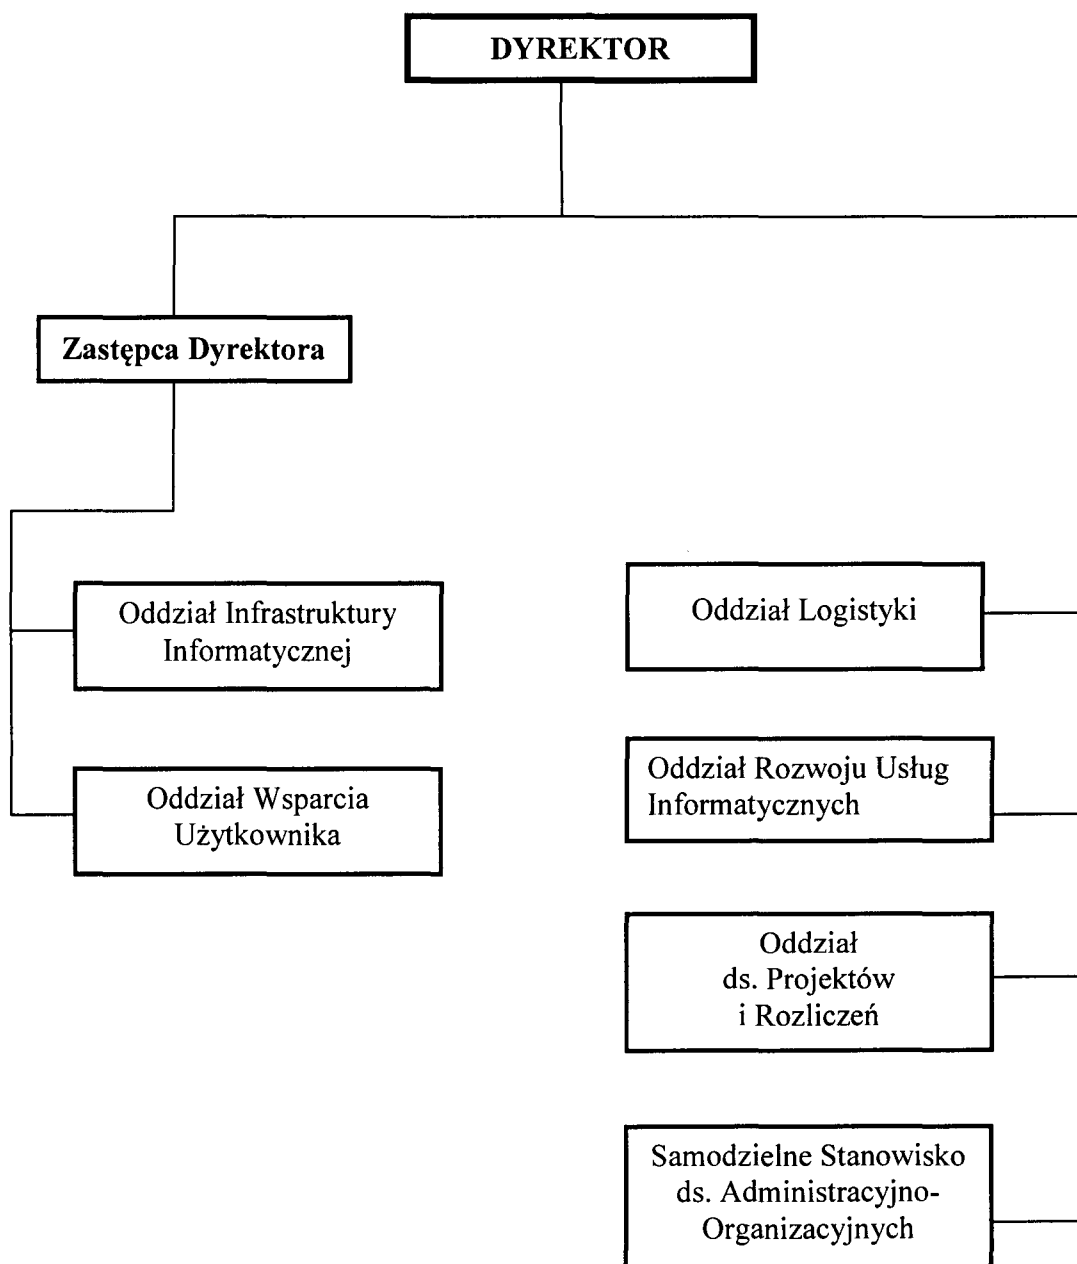 DYREKTOR
Zastępca Dyrektora
Oddział Infrastruktury
Informatycznej
Oddział Wsparcia
Użytkownika
Oddział Logistyki
Oddział Rozwoju Usług
Informatycznych
Oddział
ds. Projektów
i Rozliczeń
Samodzielne Stanowisko
ds. Administracyjno-
Organizacyjnych